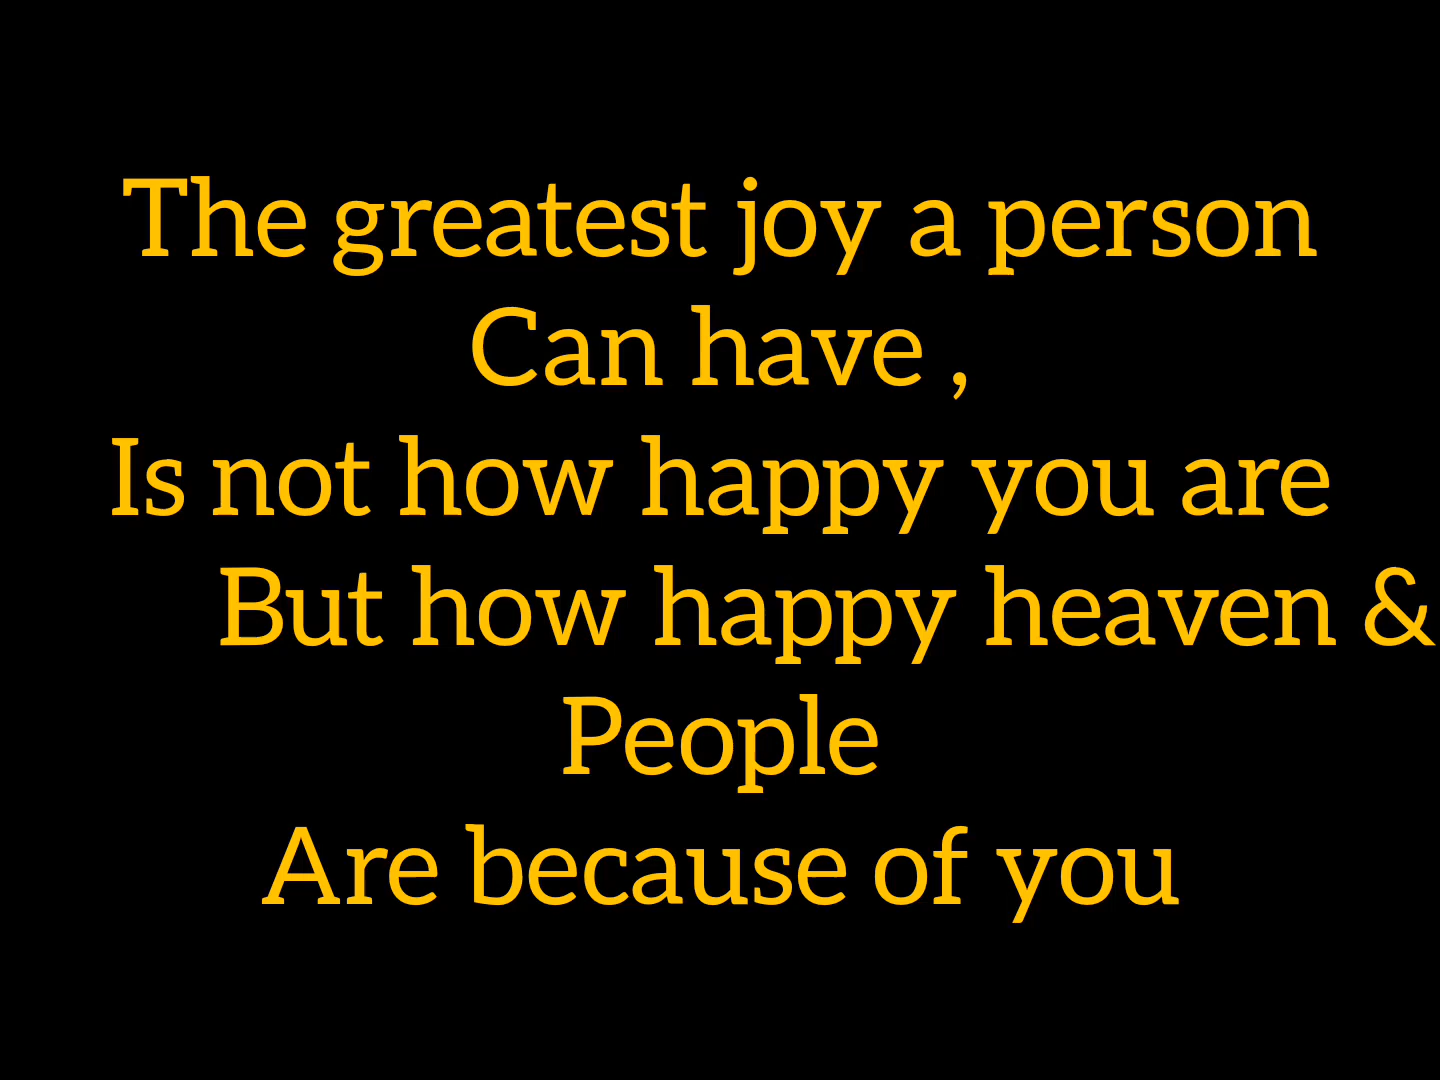 The greatest joy a person
Can have ,
Is not how happy you are
But how happy heaven &
People
Are because of you